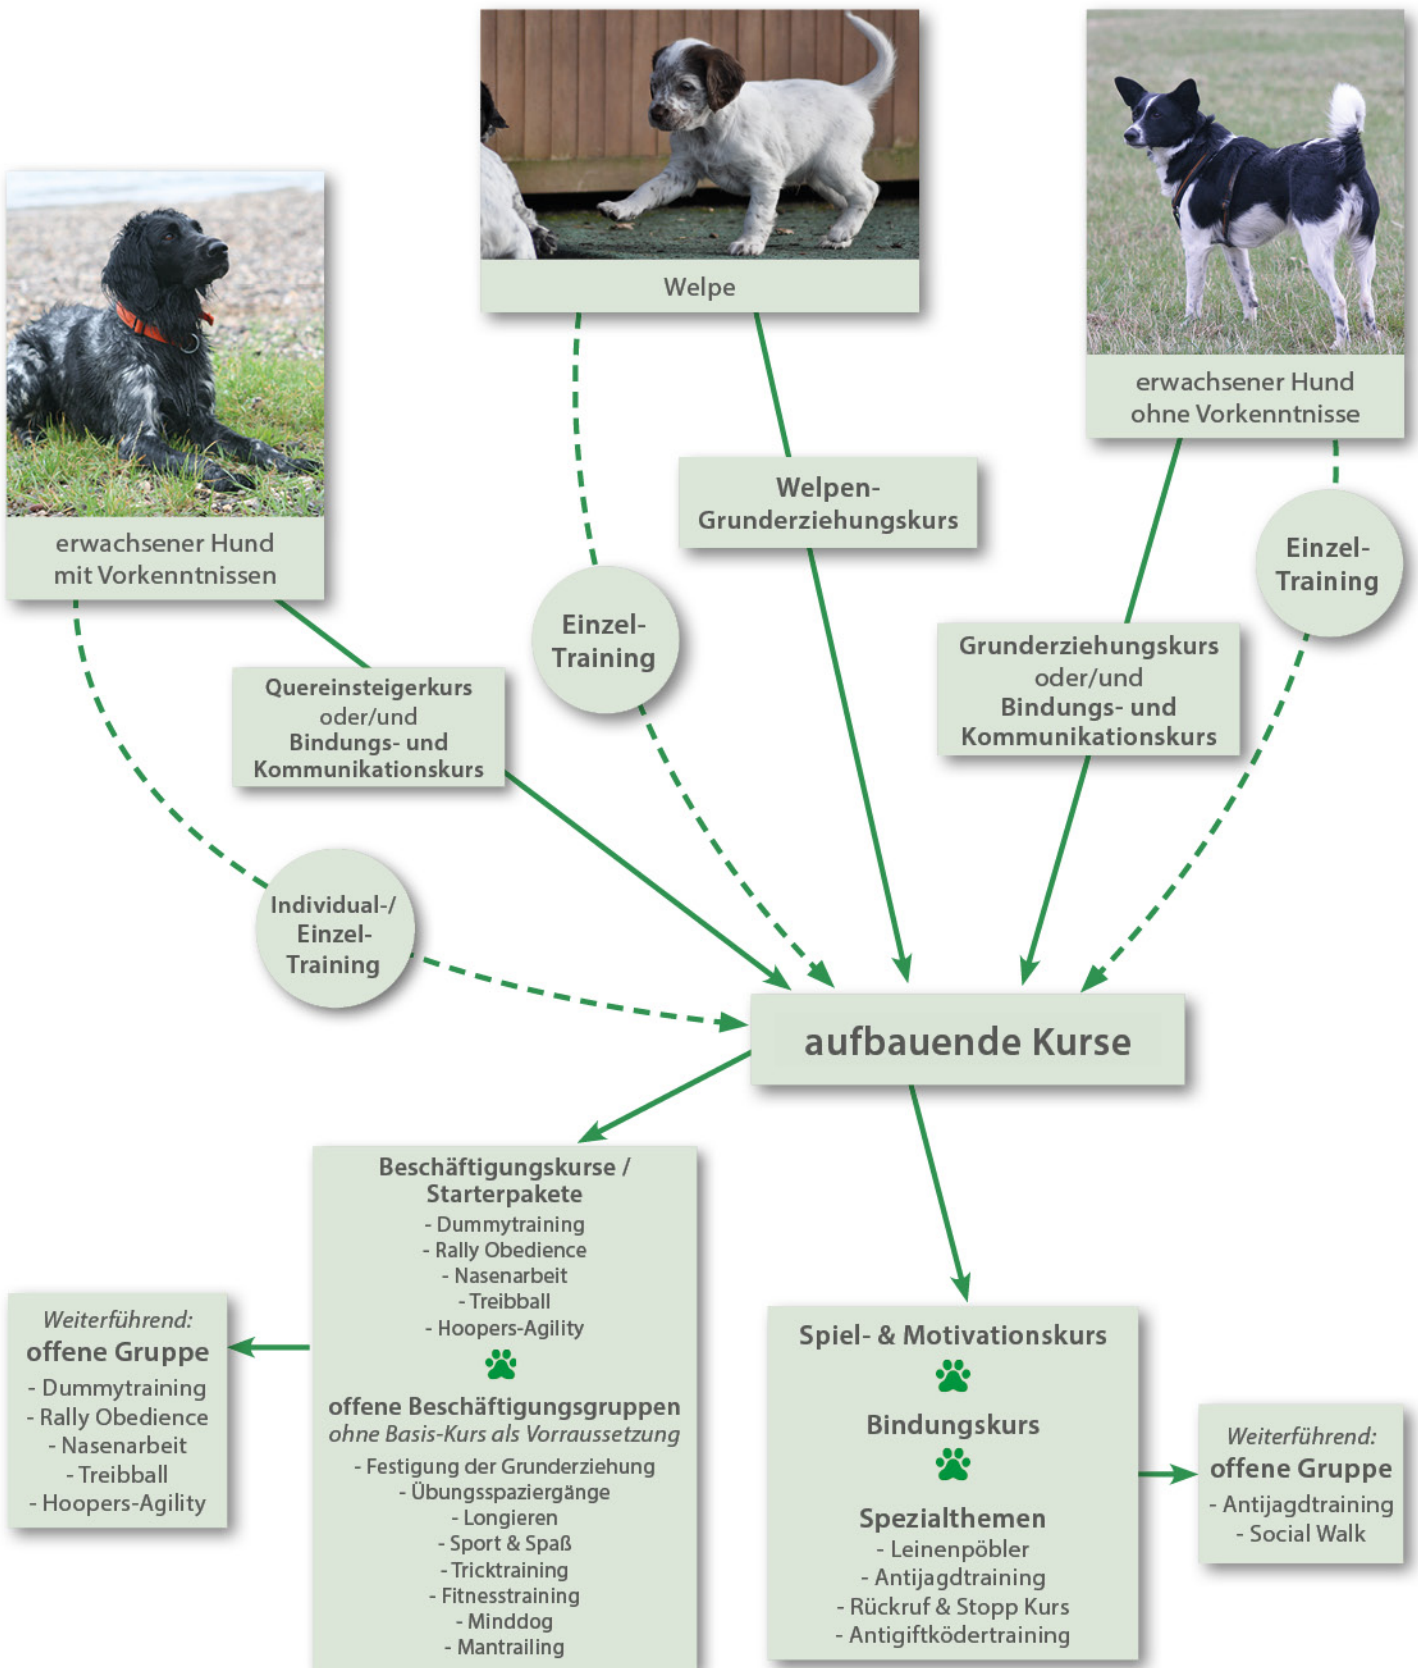 Welpe
erwachsener Hund
ohne Vorkenntnisse
erwachsener Hund
mit Vorkenntnissen
Welpen-
Grunderziehungskurs
Einzel-
Training
Einzel-
Training
Grunderziehungskurs
oder/und
Bindungs- und
Kommunikationskurs
Quereinsteigerkurs
oder/und
Bindungs- und
Kommunikationskurs
Individual-/
Einzel-
Training
aufbauende Kurse
Beschäftigungskurse /
Starterpakete
- Dummytraining
- Rally Obedience
- Nasenarbeit
- Treibball
- Hoopers-Agility
offene Beschäftigungsgruppen
ohne Basis-Kurs als Vorraussetzung
- Festigung der Grunderziehung
- Übungsspaziergänge
- Longieren
- Sport & Spaß
- Tricktraining
- Fitnesstraining
- Minddog
- Mantrailing
Weiterführend:
offene Gruppe
- Dummytraining
- Rally Obedience
- Nasenarbeit
- Treibball
- Hoopers-Agility
Spiel- & Motivationskurs
Bindungskurs
Spezialthemen
- Leinenpöbler
- Antijagdtraining
- Rückruf & Stopp Kurs
- Antigiftködertraining
Weiterführend:
offene Gruppe
- Antijagdtraining
- Social Walk